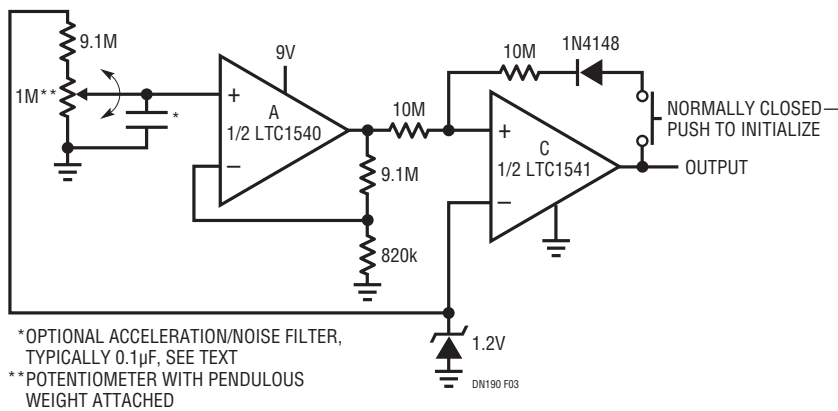 9.1M
9V
10M
1N4148
1M**
*
+
A
1/2 LTC1540
–
10M
+
C
1/2 LTC1541
–
NORMALLY CLOSED—
PUSH TO INITIALIZE
OUTPUT
9.1M
820k
*OPTIONAL ACCELERATION/NOISE FILTER,
TYPICALLY 0.1µF, SEE TEXT
**POTENTIOMETER WITH PENDULOUS
WEIGHT ATTACHED
1.2V
DN190 F03